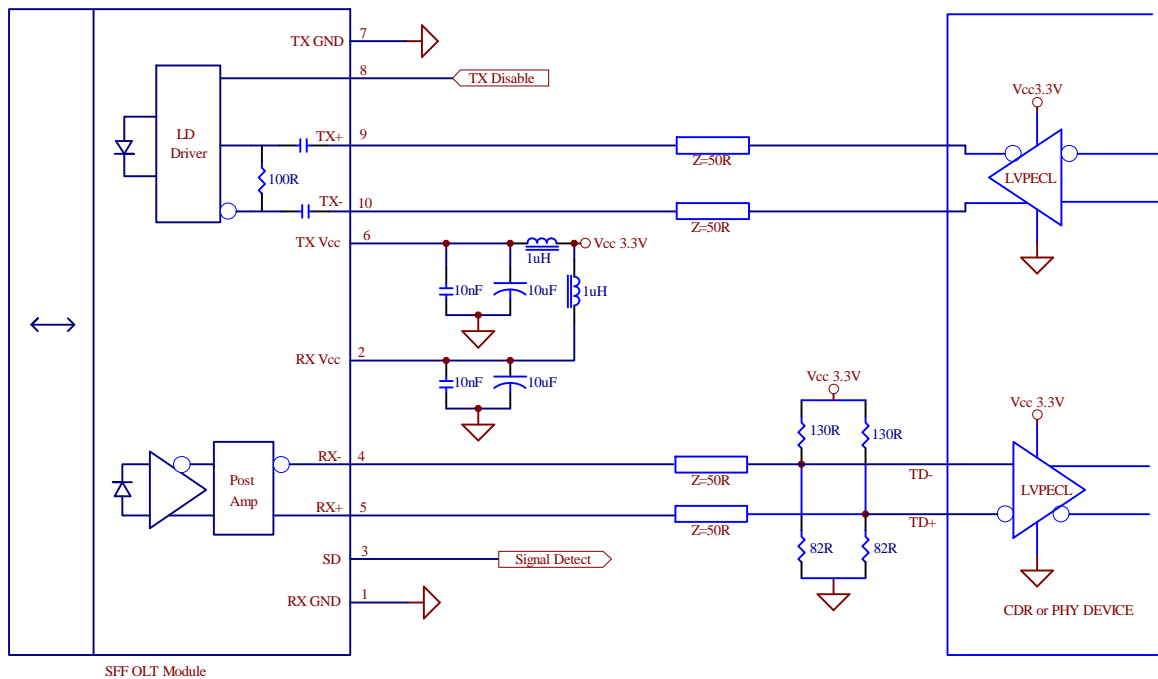 TX GND
7
8
TX Disable
Vcc3.3V
LD
Driver
TX+
9
Z=50R
LVPECL
100R
TX-
10
Z=50R
TX Vcc
6
Vcc 3.3V
1uH
10nF
10uF
1uH
RX Vcc
2
10nF
10uF
Vcc 3.3V
Vcc 3.3V
130R
130R
RX-
4
Z=50R
TD-
Post
Amp
LVPECL
RX+
5
Z=50R
TD+
82R
82R
SD
3
Signal Detect
RX GND
1
CDR or PHY DEVICE
SFF OLT Module